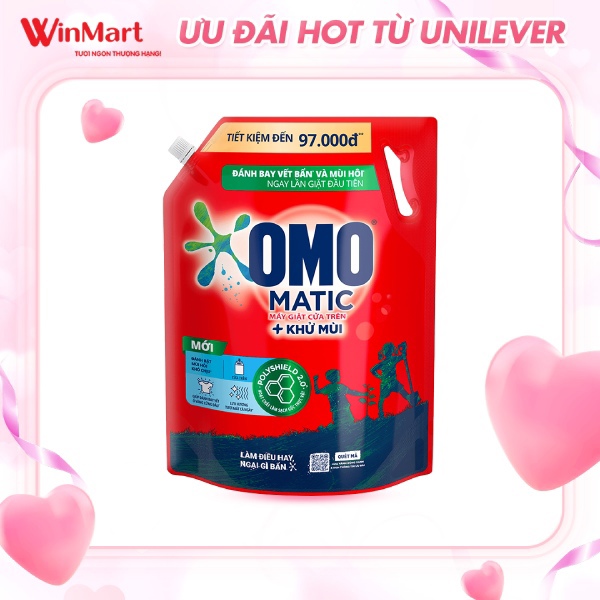 WinMart
TƯƠI NGON THƯỢNG HẠNG!
ƯU ĐÃI HOT TỪ UNILEVER
TIẾT KIỆM ĐẾN 97.000đ**
ĐÁNH BAY VẾT BẨN* VÀ MÙI HÔI*
NGAY LẦN GIẶT ĐẦU TIÊN
OMO
MATIC
MÁY GIẶT CỬA TRÊN
+ KHỬ MÙI
MỚI
POLYSHIELD 2.0
LÀM ĐIỀU HAY,
NGẠI GÌ BẨN
QUÉT MÃ